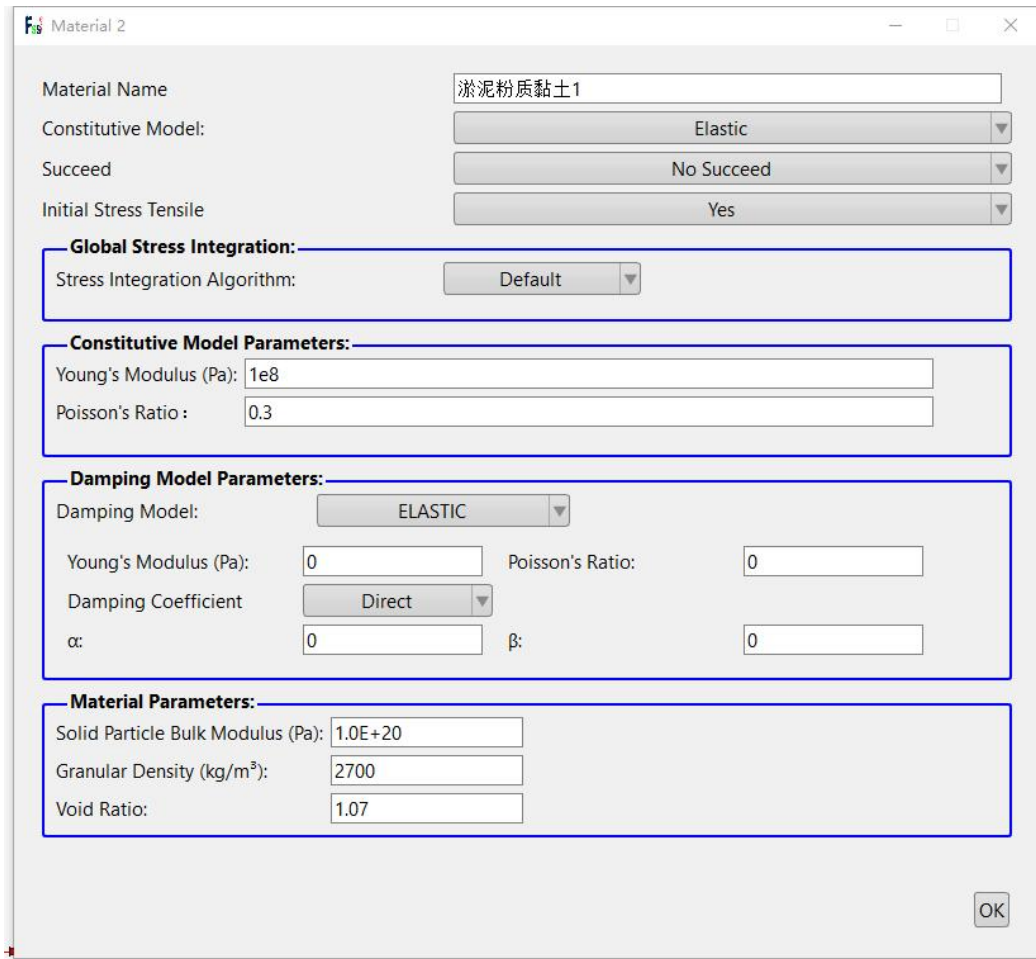 Fssi Material 2
Material Name 淤泥粉质黏土1
Constitutive Model: Elastic
Succeed No Succeed
Initial Stress Tensile Yes
Global Stress Integration:
Stress Integration Algorithm: Default
Constitutive Model Parameters:
Young's Modulus (Pa): 1e8
Poisson's Ratio： 0.3
Damping Model Parameters:
Damping Model: ELASTIC
Young's Modulus (Pa): 0 Poisson's Ratio: 0
Damping Coefficient Direct
α: 0 β: 0
Material Parameters:
Solid Particle Bulk Modulus (Pa): 1.0E+20
Granular Density (kg/m³): 2700
Void Ratio: 1.07
OK